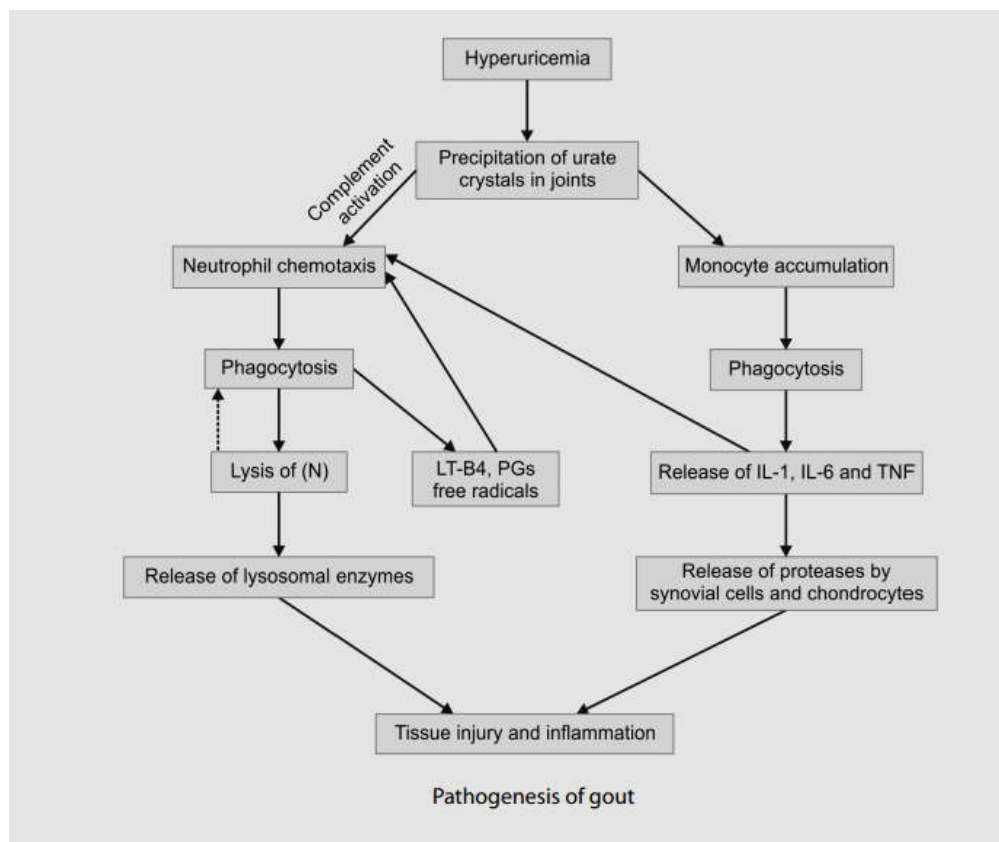 Hyperuricemia
Precipitation of urate
crystals in joints
Complement
activation
Neutrophil chemotaxis
Monocyte accumulation
Phagocytosis
Phagocytosis
Lysis of (N)
LT-B4, PGs
free radicals
Release of IL-1, IL-6 and TNF
Release of lysosomal enzymes
Release of proteases by
synovial cells and chondrocytes
Tissue injury and inflammation
Pathogenesis of gout